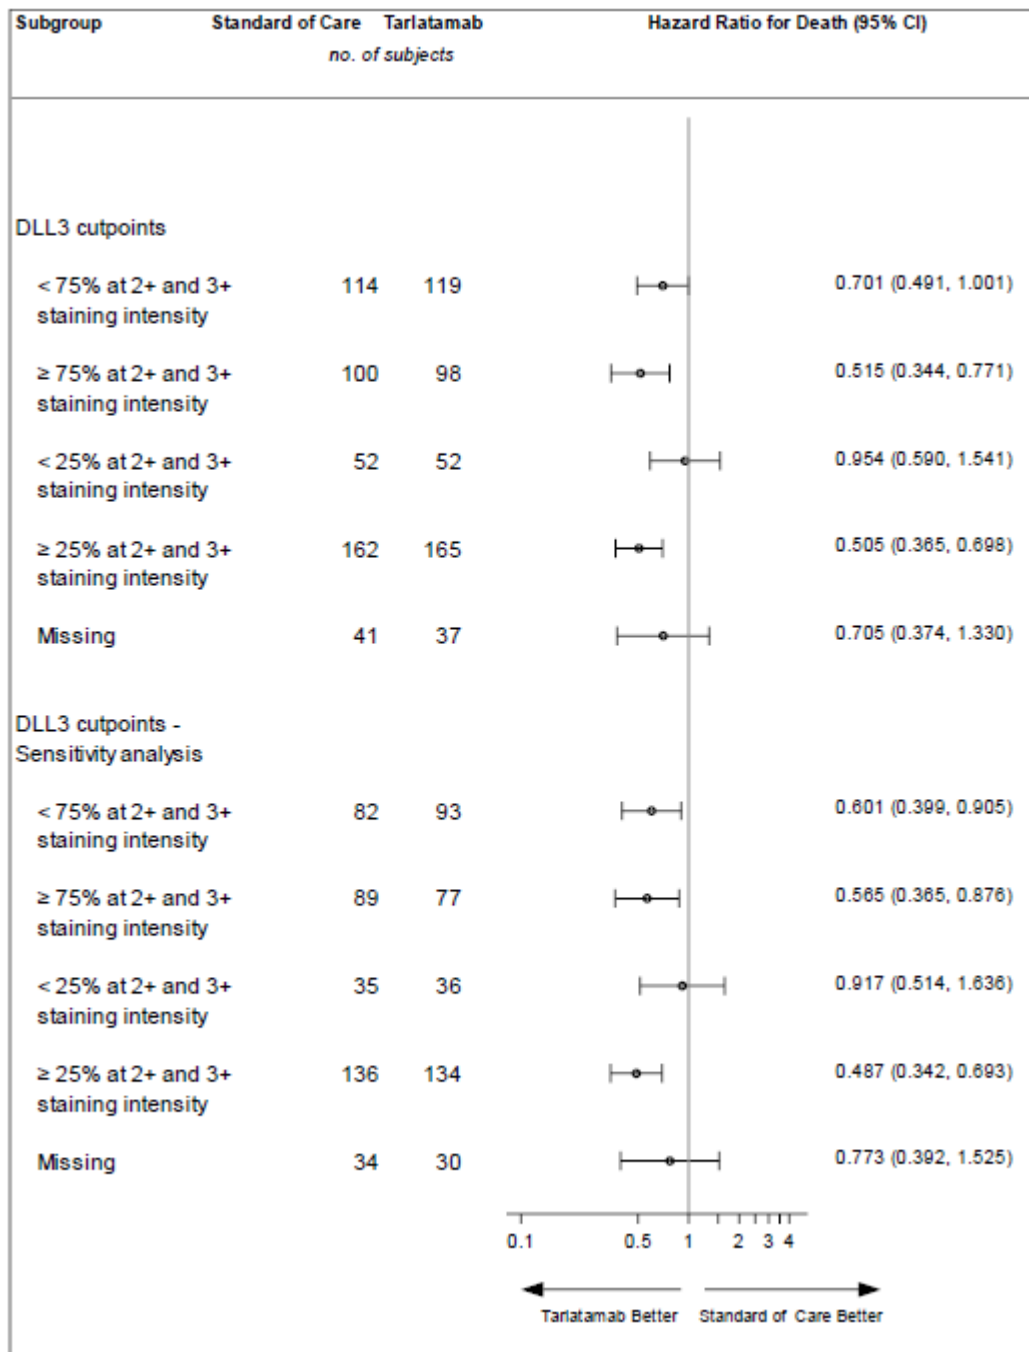 Subgroup Standard of Care Tarlatamab Hazard Ratio for Death (95% CI)
no. of subjects
DLL3 cutpoints
< 75% at 2+ and 3+ 114 119 0.701 (0.491, 1.001)
staining intensity
≥ 75% at 2+ and 3+ 100 98 0.515 (0.344, 0.771)
staining intensity
< 25% at 2+ and 3+ 52 52 0.954 (0.590, 1.541)
staining intensity
≥ 25% at 2+ and 3+ 162 165 0.505 (0.365, 0.698)
staining intensity
Missing 41 37 0.705 (0.374, 1.330)
DLL3 cutpoints -
Sensitivity analysis
< 75% at 2+ and 3+ 82 93 0.601 (0.399, 0.905)
staining intensity
≥ 75% at 2+ and 3+ 89 77 0.565 (0.365, 0.876)
staining intensity
< 25% at 2+ and 3+ 35 36 0.917 (0.514, 1.636)
staining intensity
≥ 25% at 2+ and 3+ 136 134 0.487 (0.342, 0.693)
staining intensity
Missing 34 30 0.773 (0.392, 1.525)
0.1 0.5 1 2 3 4
Tarlatamab Better Standard of Care Better